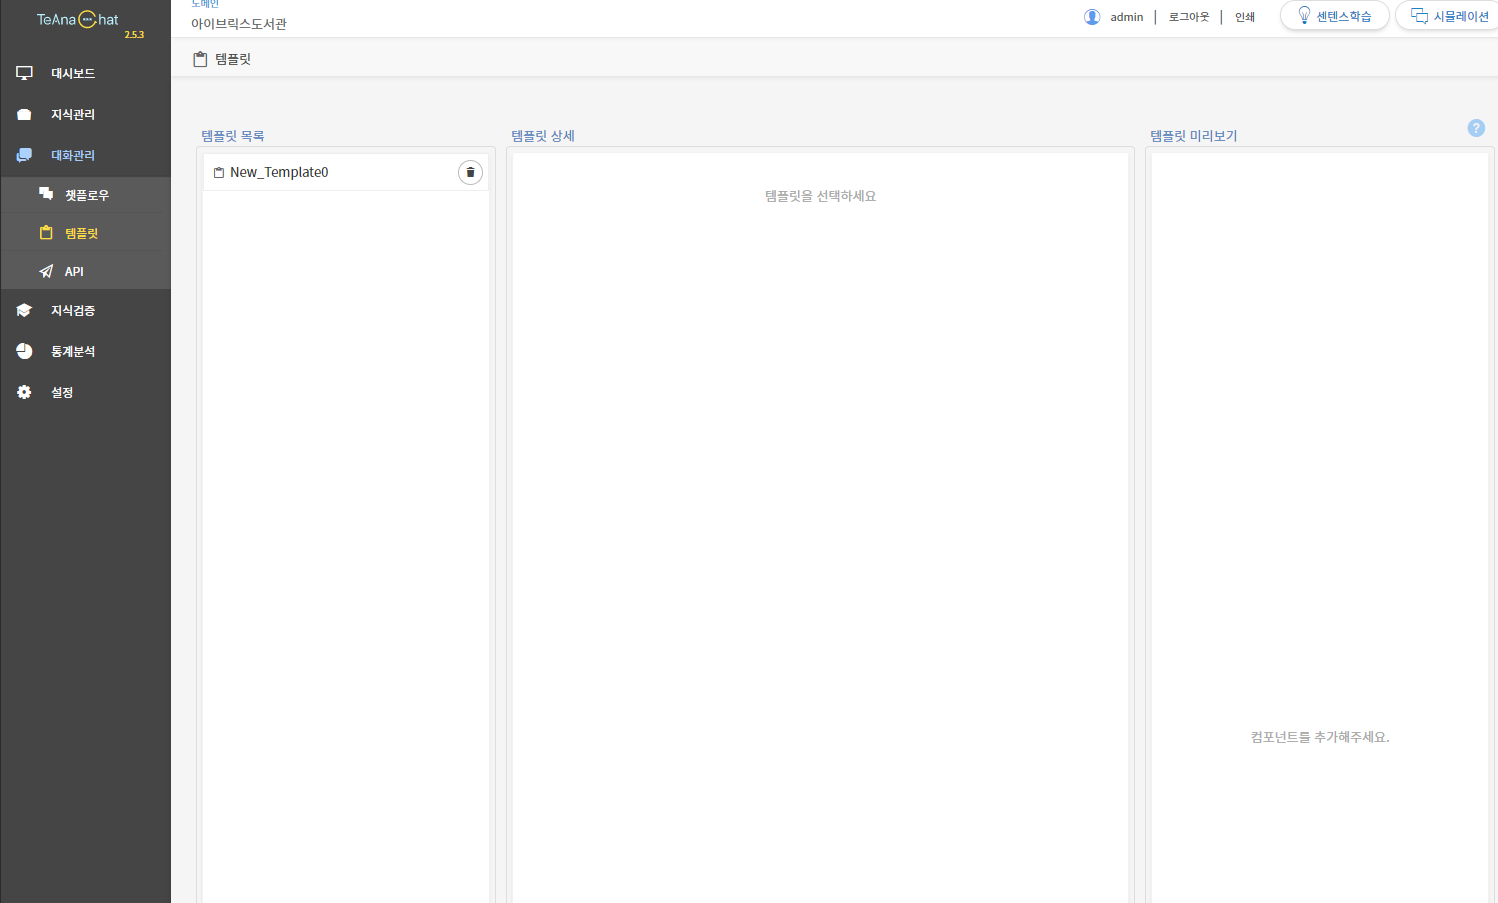 TeAna Chat
2.5.3
대시보드
지식관리
대화관리
챗플로우
템플릿
API
지식검증
통계분석
설정
도메인
아이브릭스도서관
admin | 로그아웃 | 인쇄
센텐스학습
시뮬레이션
템플릿
템플릿 목록
New_Template0
템플릿 상세
템플릿을 선택하세요
템플릿 미리보기
?
컴포넌트를 추가해주세요.